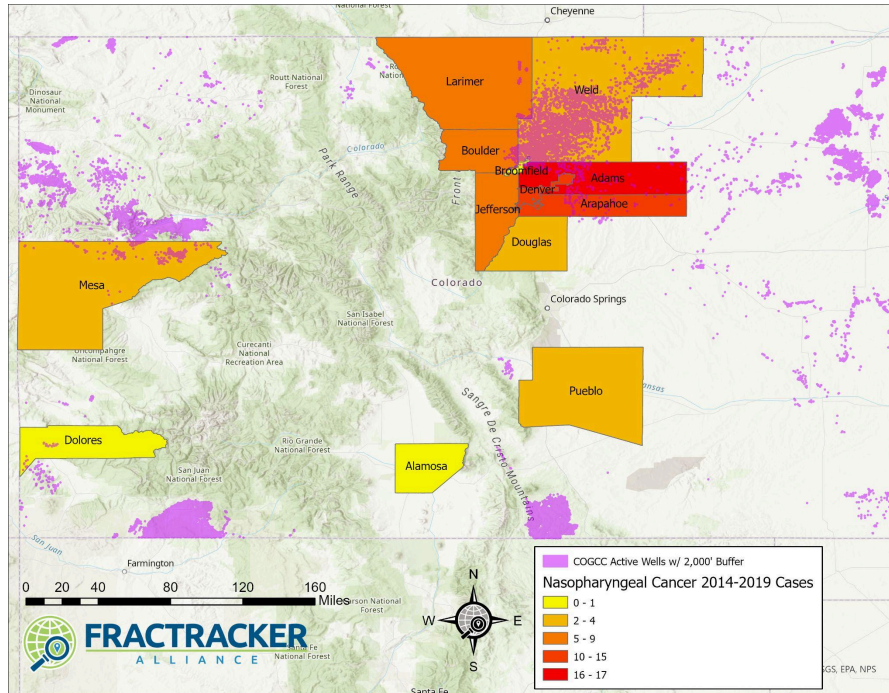 National Forest
Cheyenne
Dinosaur
National
Monument
Routt National
Forest
Larimer
Weld
Colorado
Park Range
Boulder
Broomfield
Adams
Denver
Arapahoe
Front
Jefferson
Douglas
Mesa
Colorado
Colorado Springs
San Isabel
National Forest
Curecanti
National
Recreation Area
Uncompahgre
National Forest
Pueblo
Sangre De Cristo Mountains
Dolores
Rio Grande
National Forest
Alamosa
San Juan
National Forest
San Juan
Farmington
COGCC Active Wells w/ 2,000' Buffer
Nasopharyngeal Cancer 2014-2019 Cases
0 - 1
2 - 4
5 - 9
10 - 15
16 - 17
0 20 40 80 120 160
Miles
N
W E
S
National Forest
FRACTRACKER
ALLIANCE
Santa Fe
National Forest
Santa Fe
EPA, NPS